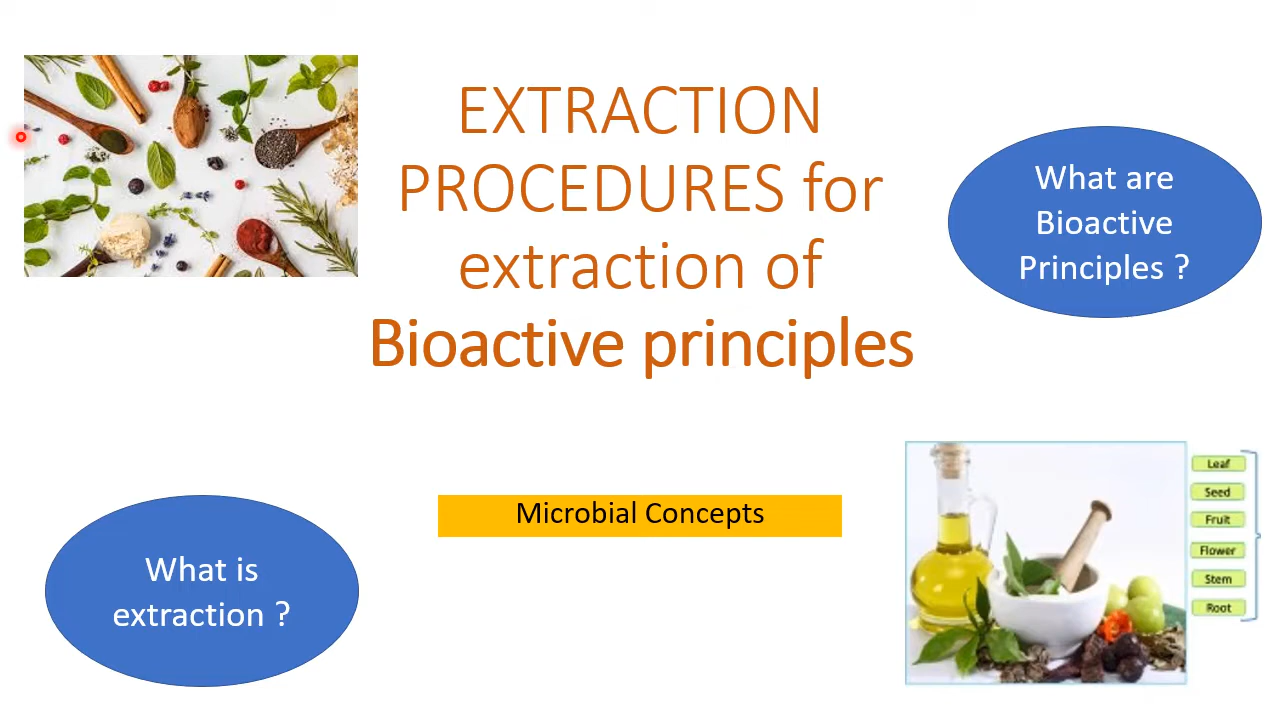 EXTRACTION
PROCEDURES for
extraction of
Bioactive principles
What are
Bioactive
Principles ?
Microbial Concepts
What is
extraction ?
Leaf
Seed
Fruit
Flower
Stem
Root